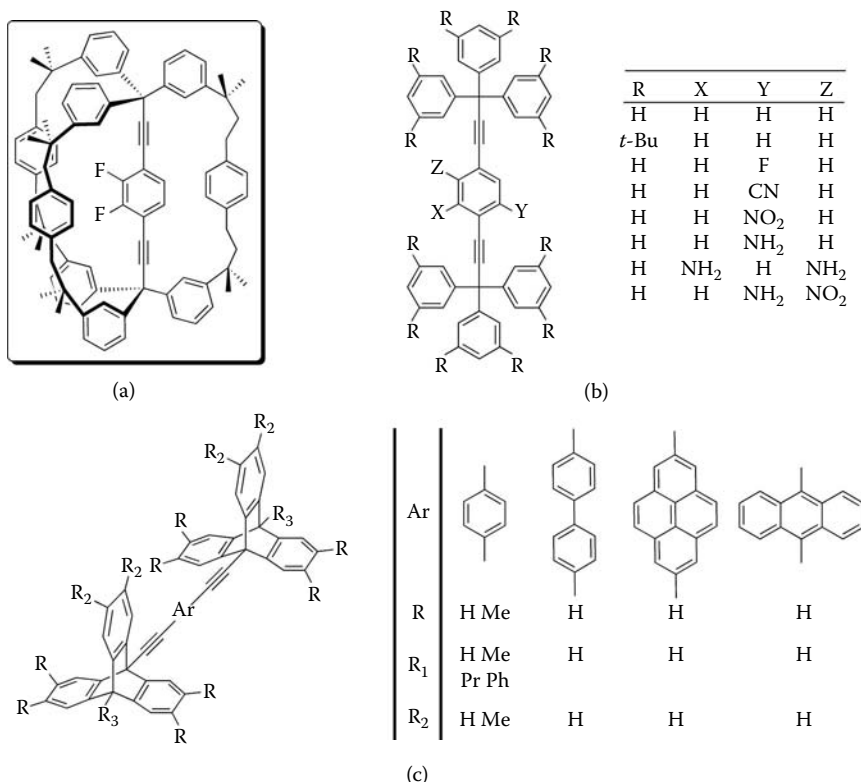 F
F
(a)
R R
R R
R R
Z
X Y
R R
R R
R R
R X Y Z
H H H H
t-Bu H H H
H H F H
H H CN H
H H NO2 H
H H NH2 H
H NH2 H NH2
H H NH2 NO2
(b)
R2
R2
R3
R R
R R
R2
R2
Ar
R R
R R3 R
Ar
R H Me H H H
R1 H Me H H H
Pr Ph
R2 H Me H H H
(c)